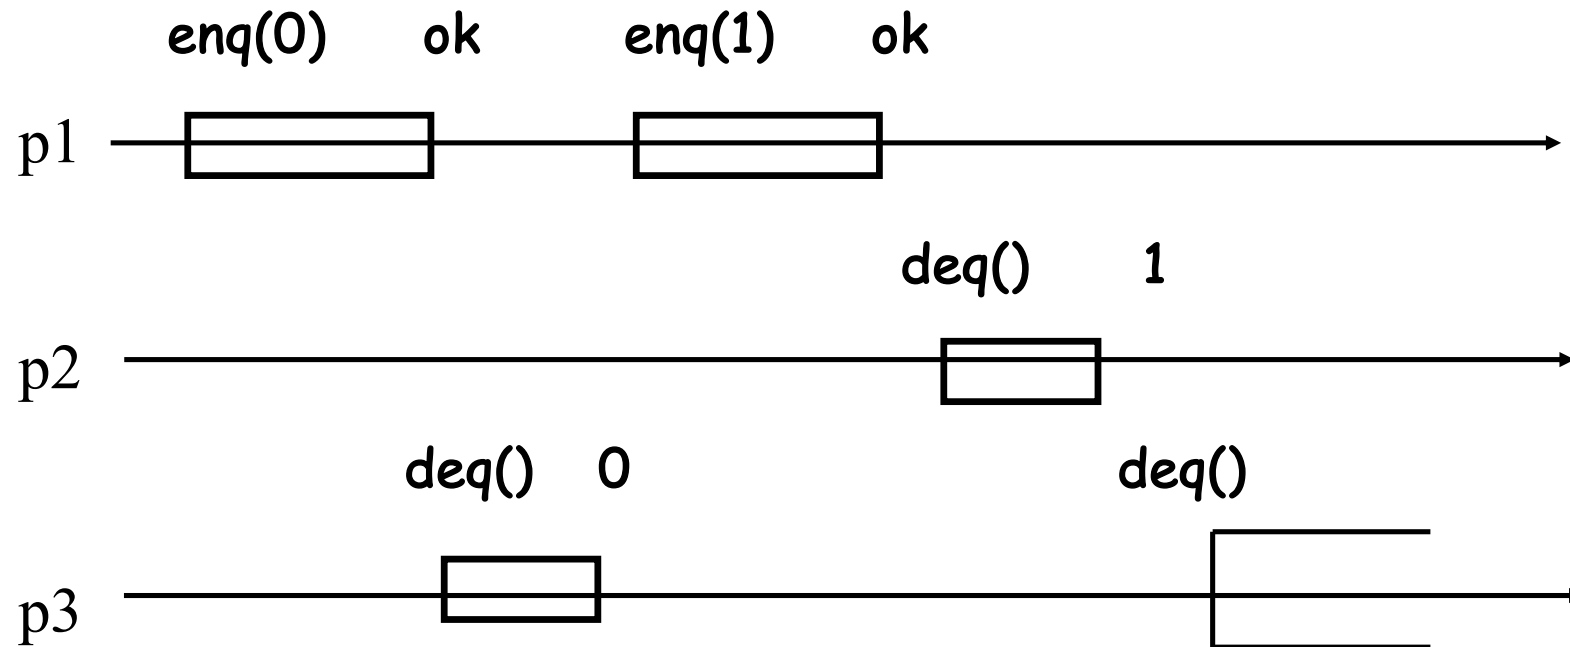 enq(0) ok enq(1) ok
p1
deq() 1
p2
deq() 0 deq()
p3